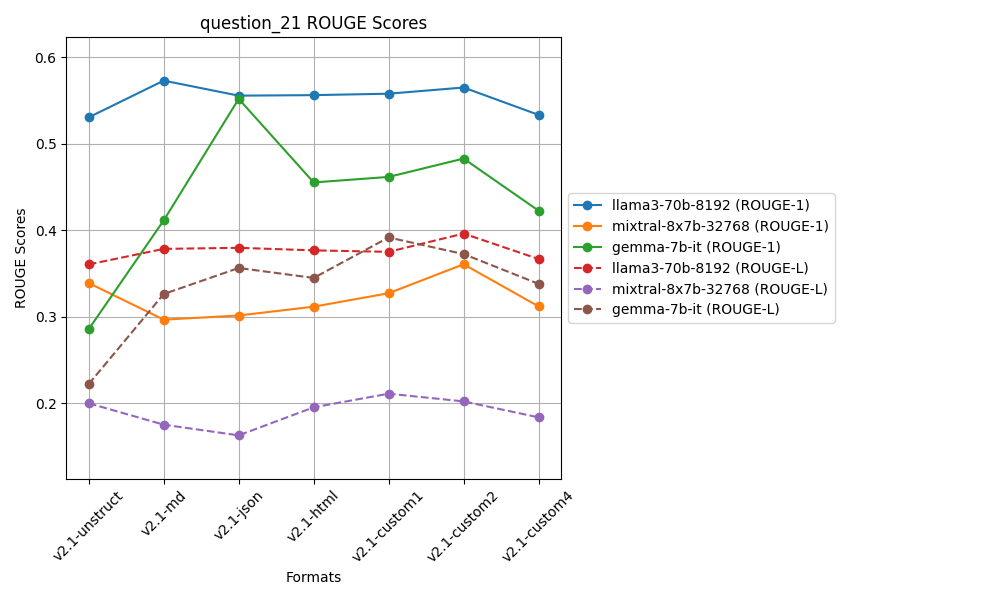 question_21 ROUGE Scores
ROUGE Scores
0.6
0.5
0.4
0.3
0.2
v2.1-unstruct
v2.1-md
v2.1-json
v2.1-html
v2.1-custom1
v2.1-custom2
v2.1-custom4
Formats
llama3-70b-8192 (ROUGE-1)
mixtral-8x7b-32768 (ROUGE-1)
gemma-7b-it (ROUGE-1)
llama3-70b-8192 (ROUGE-L)
mixtral-8x7b-32768 (ROUGE-L)
gemma-7b-it (ROUGE-L)